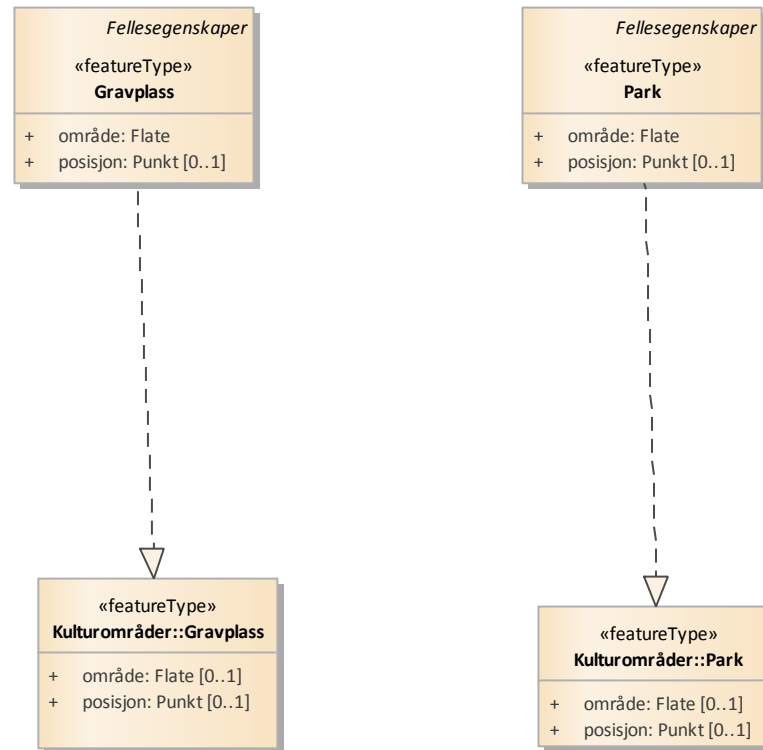 Fellesegenskaper
«featureType»
Gravplass
+ område: Flate
+ posisjon: Punkt [0..1]
Fellesegenskaper
«featureType»
Park
+ område: Flate
+ posisjon: Punkt [0..1]
«featureType»
Kulturområder::Gravplass
+ område: Flate [0..1]
+ posisjon: Punkt [0..1]
«featureType»
Kulturområder::Park
+ område: Flate [0..1]
+ posisjon: Punkt [0..1]